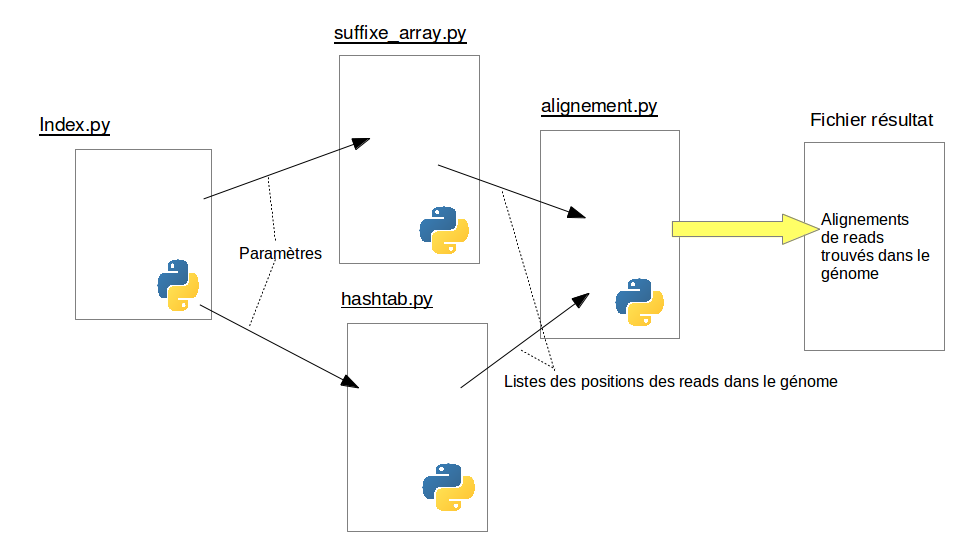 suffixe_array.py
Index.py
alignement.py
Fichier résultat
Paramètres
Alignements
de reads
trouvés dans le
génome
hashtab.py
Listes des positions des reads dans le génome